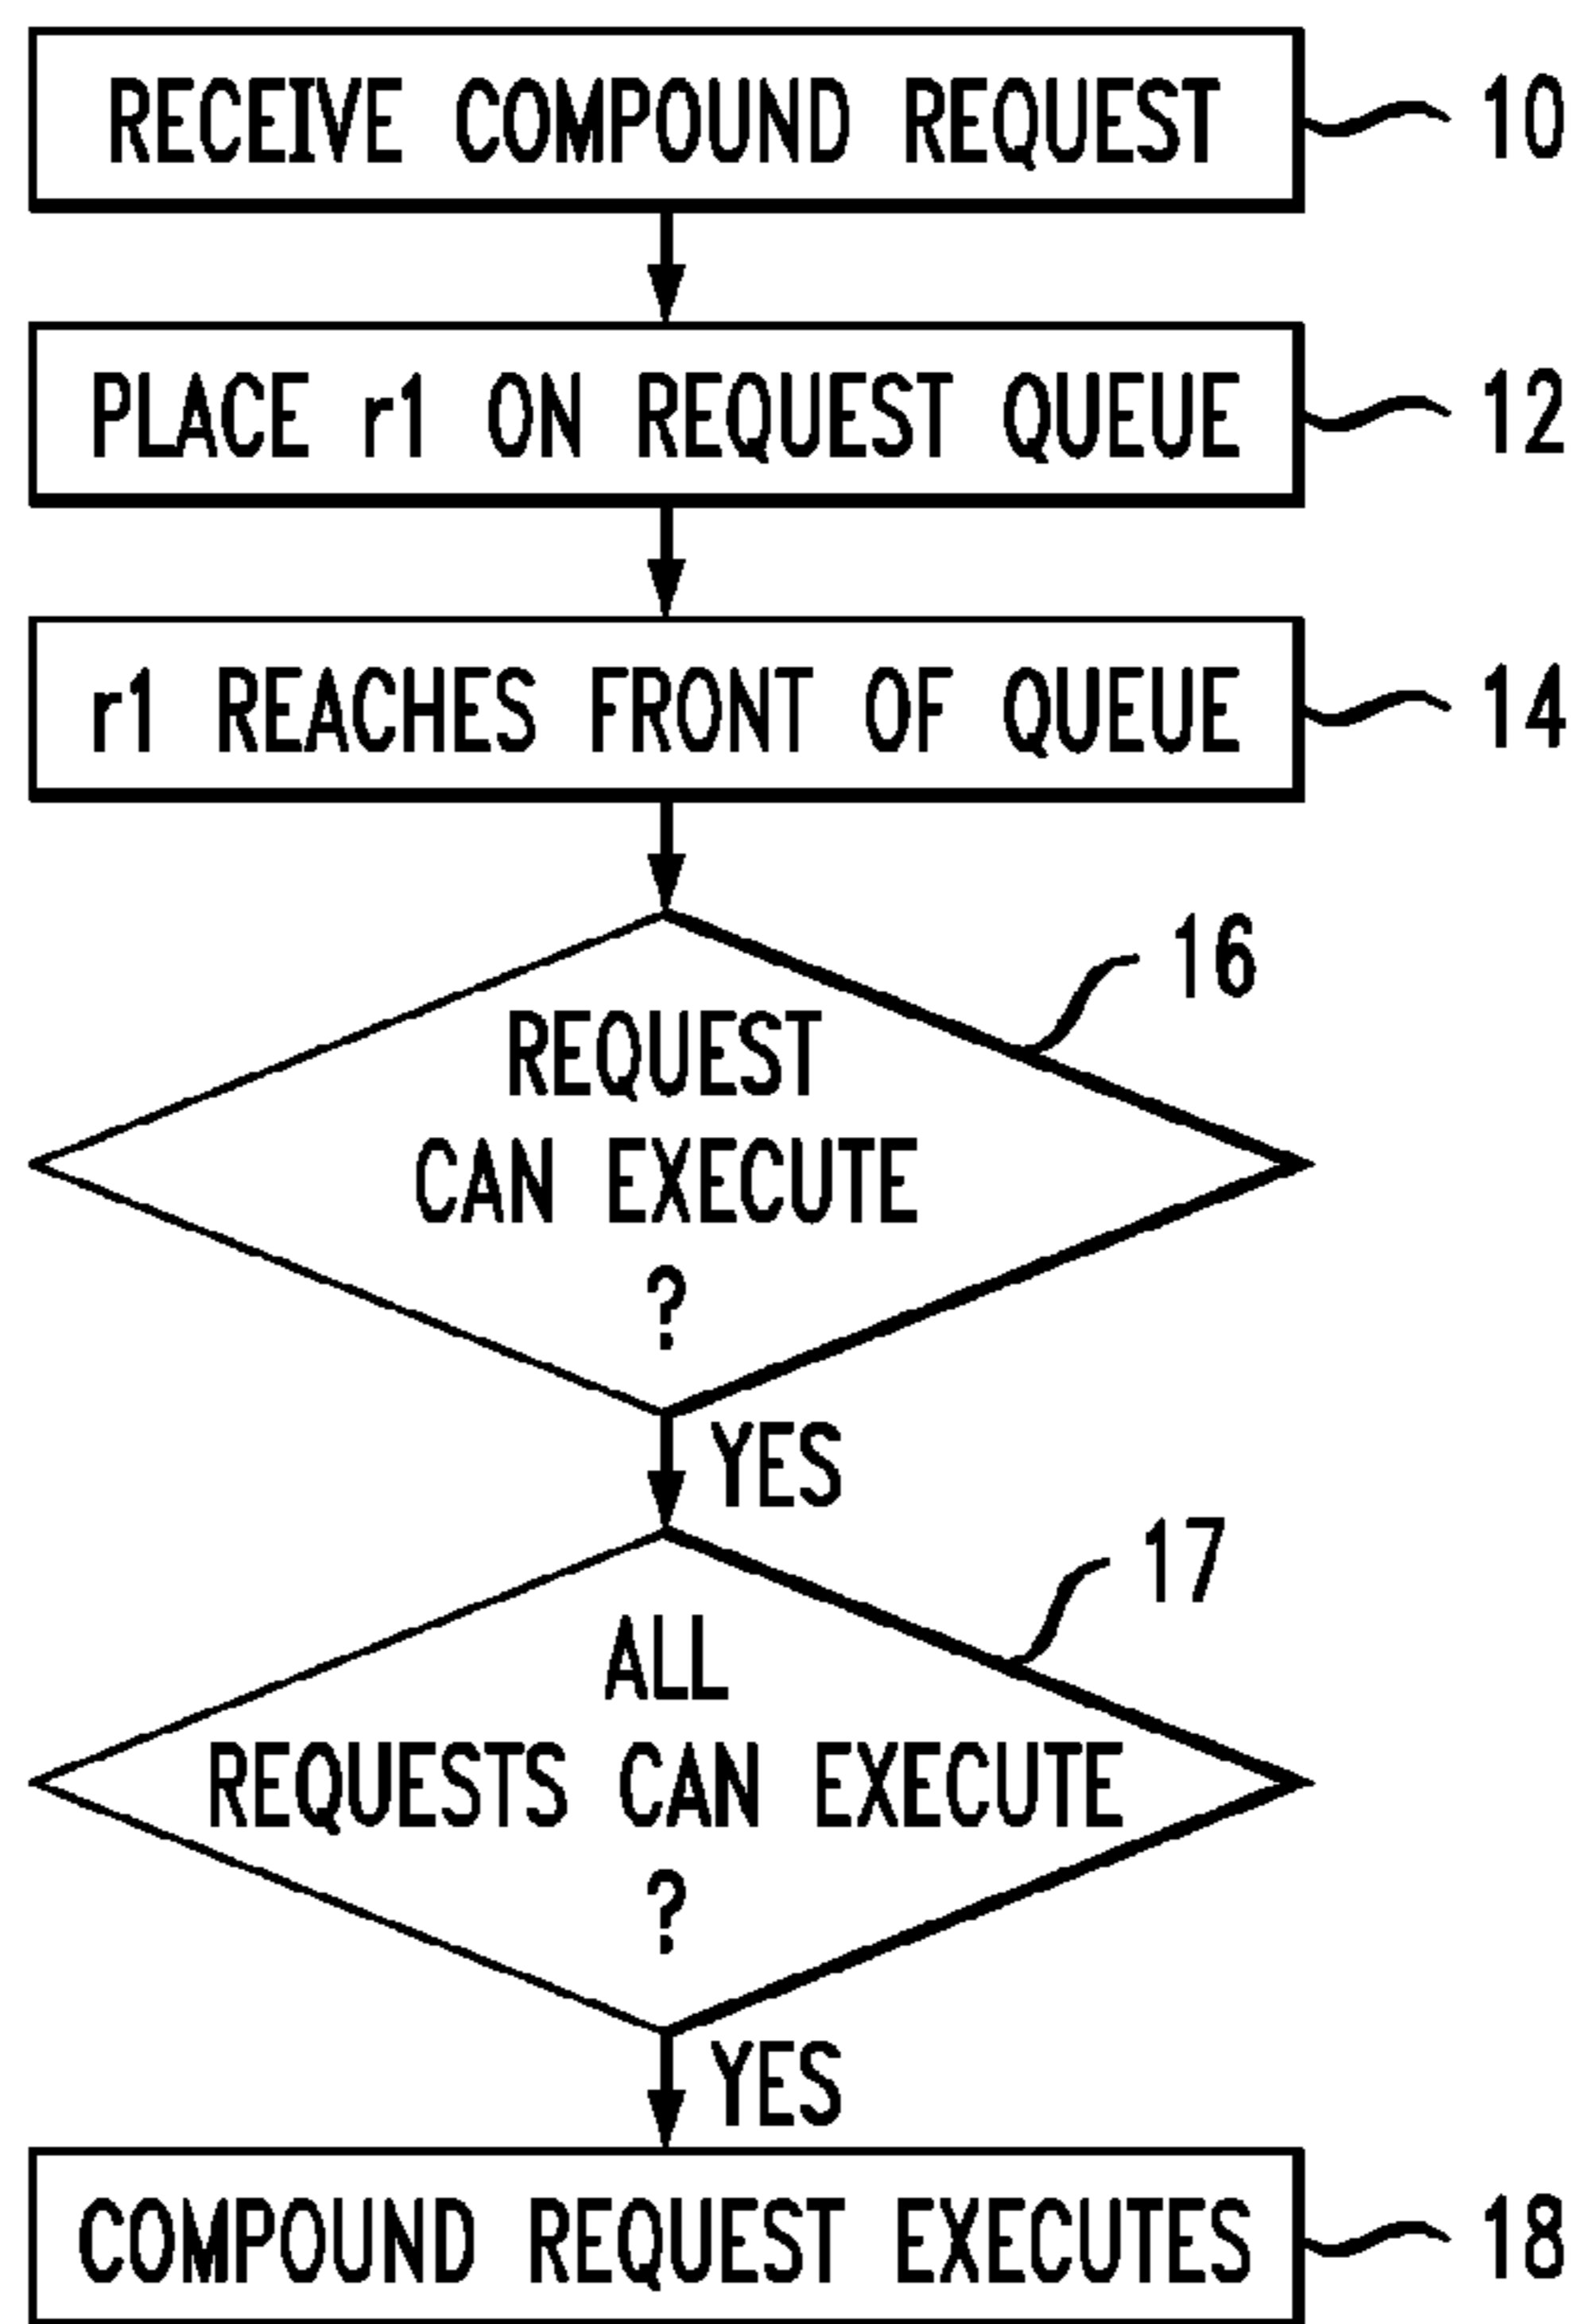 RECEIVE COMPOUND REQUEST 10
PLACE r1 ON REQUEST QUEUE 12
r1 REACHES FRONT OF QUEUE 14
16
REQUEST
CAN EXECUTE
?
YES
17
ALL
REQUESTS CAN EXECUTE
?
YES
COMPOUND REQUEST EXECUTES 18